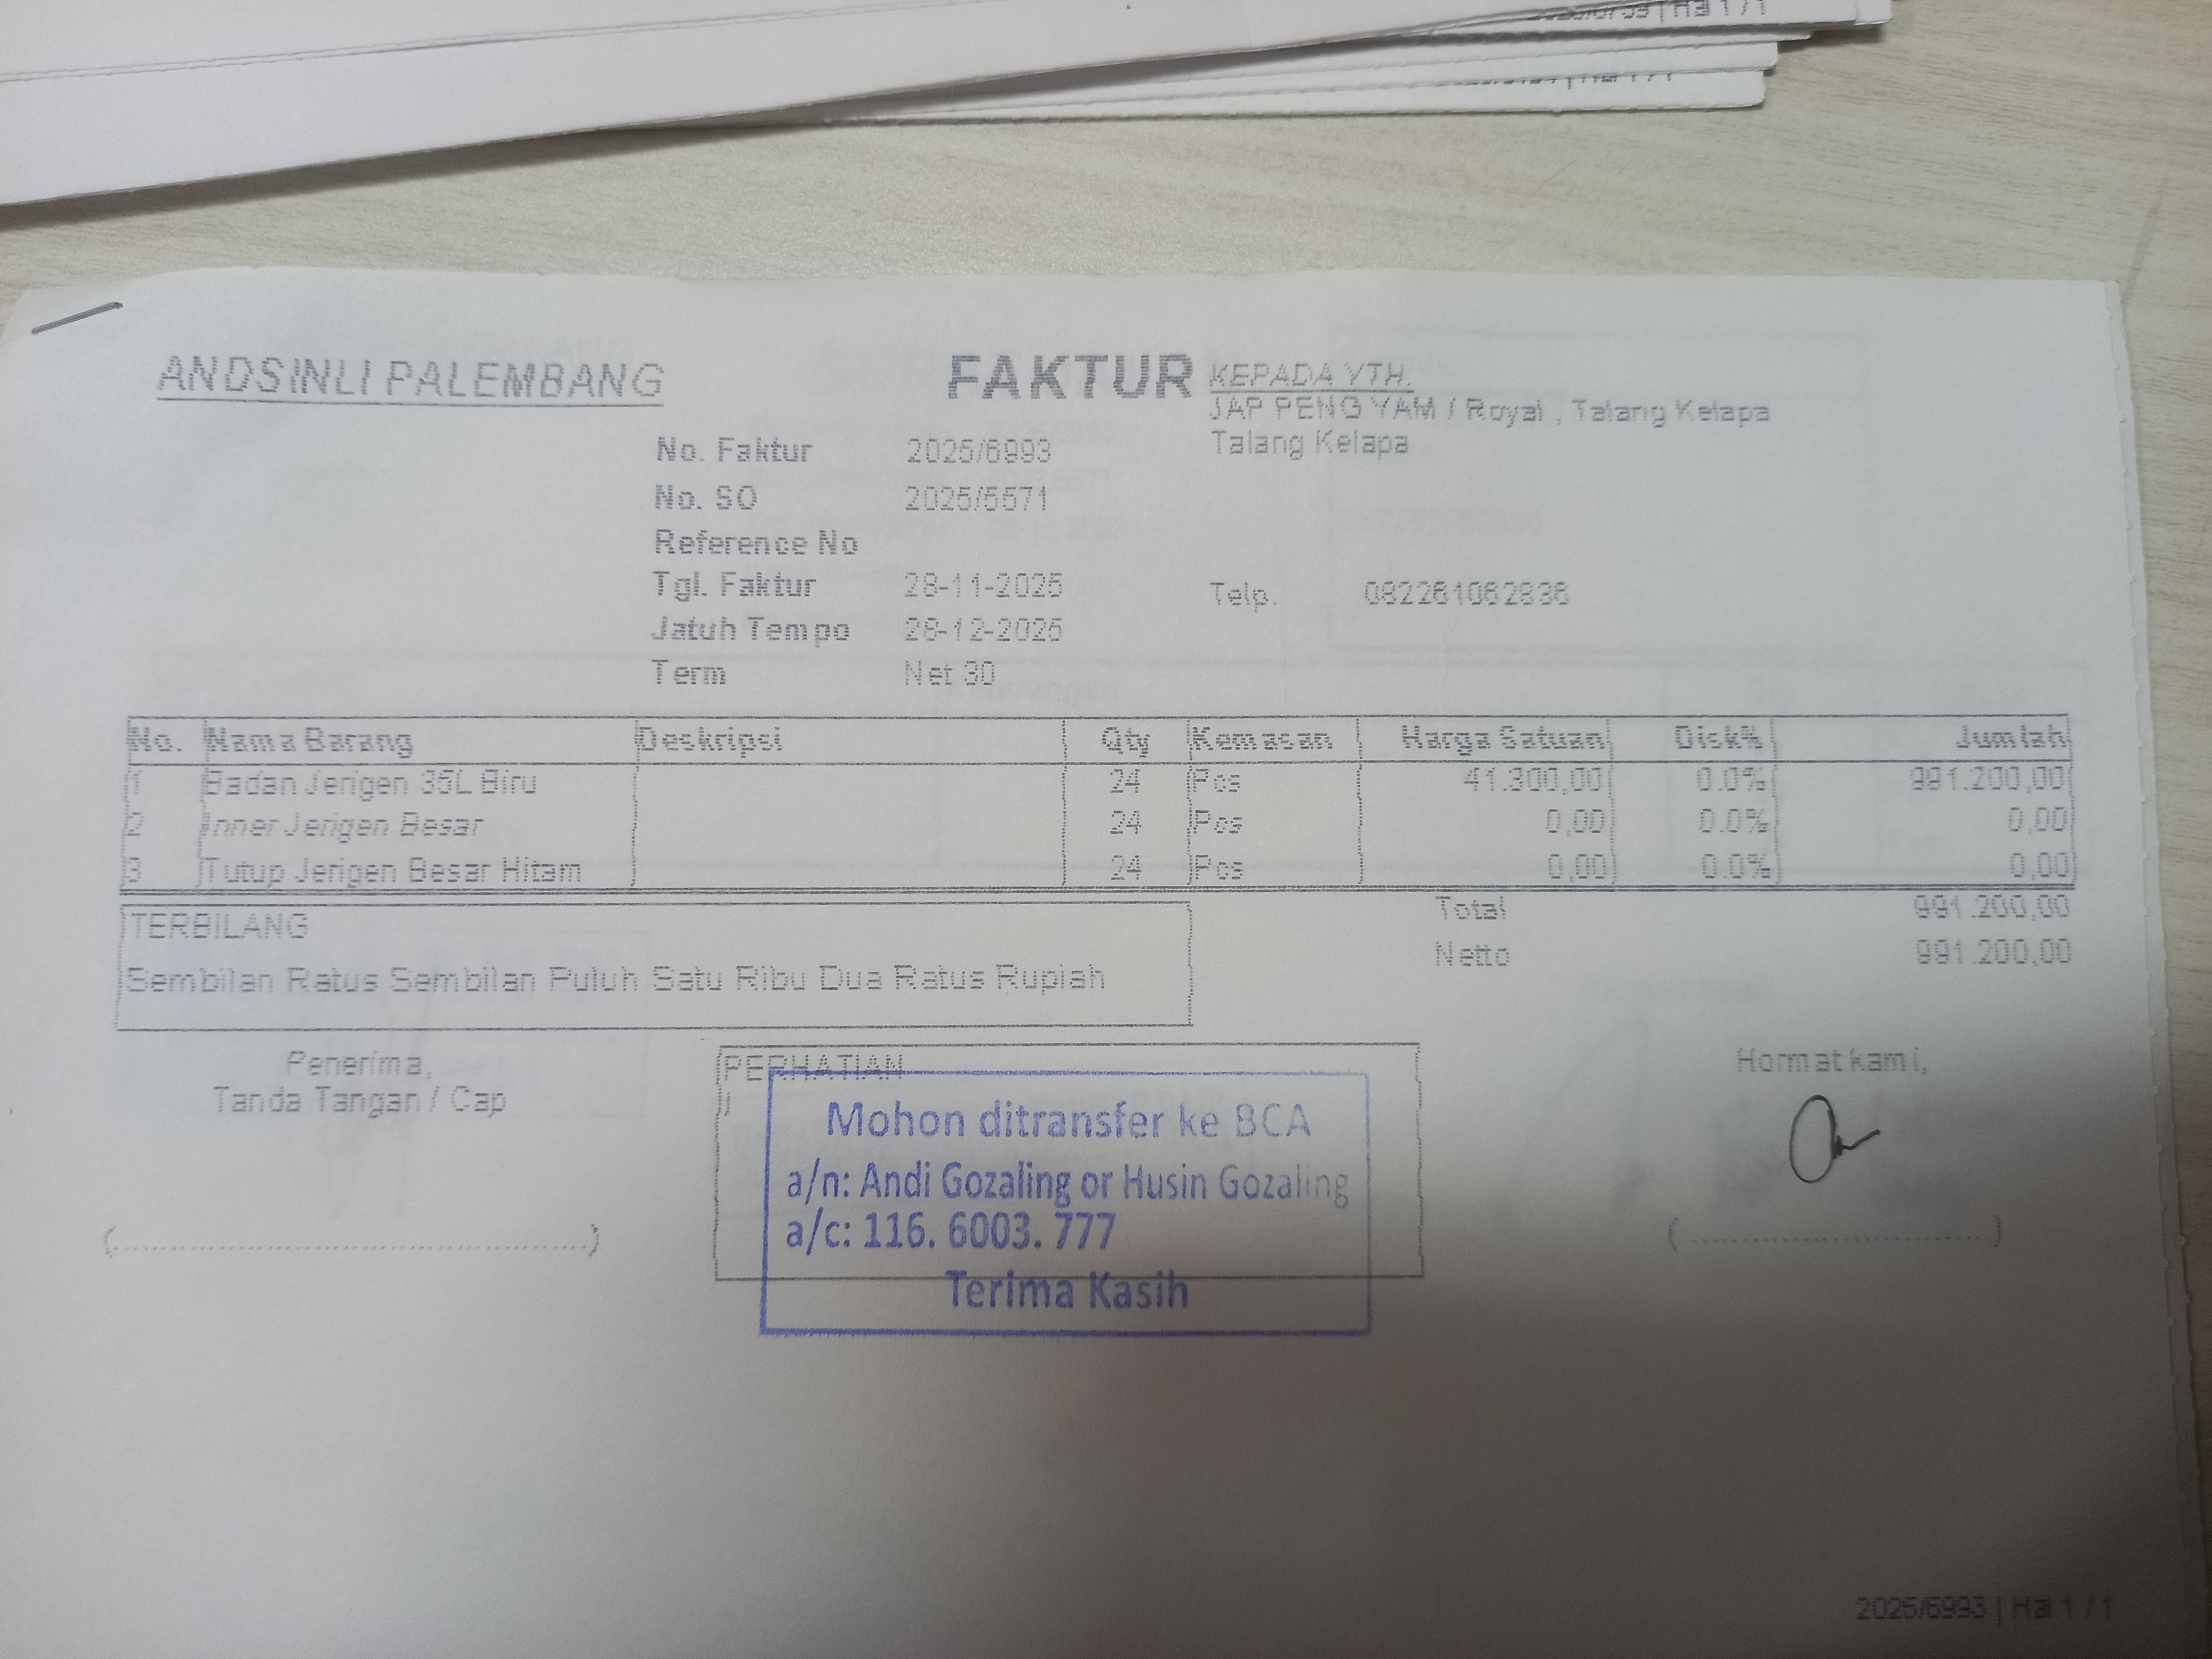 Hal 1 / 1
ANDSINLI PALEMBANG
FAKTUR
KEPADA YTH.
JAP PENG YAM / Royal , Talang Kelapa
Talang Kelapa
No. Faktur 2025/6993
No. SO 2025/6671
Reference No
Tgl. Faktur 28-11-2025
Telp.
Jatuh Tempo 28-12-2025
Term Net 30
No. Nama Barang Deskripsi Qty Kemasan Harga Satuan Disk% Jumlah
1 Badan Jerigen 35L Biru 24 Pcs 41.300,00 0.0% 991.200,00
2 Inner Jerigen Besar 24 Pcs 0,00 0.0% 0,00
3 Tutup Jerigen Besar Hitam 24 Pcs 0,00 0.0% 0,00
Total 991.200,00
TERBILANG
Netto 991.200,00
Sembilan Ratus Sembilan Puluh Satu Ribu Dua Ratus Rupiah
Penerima,
Tanda Tangan / Cap
PERHATIAN
Mohon ditransfer ke BCA
a/n: Andi Gozaling or Husin Gozaling
a/c: 116. 6003. 777
Terima Kasih
Hormat kami,
2025/6993 | Hal 1 / 1